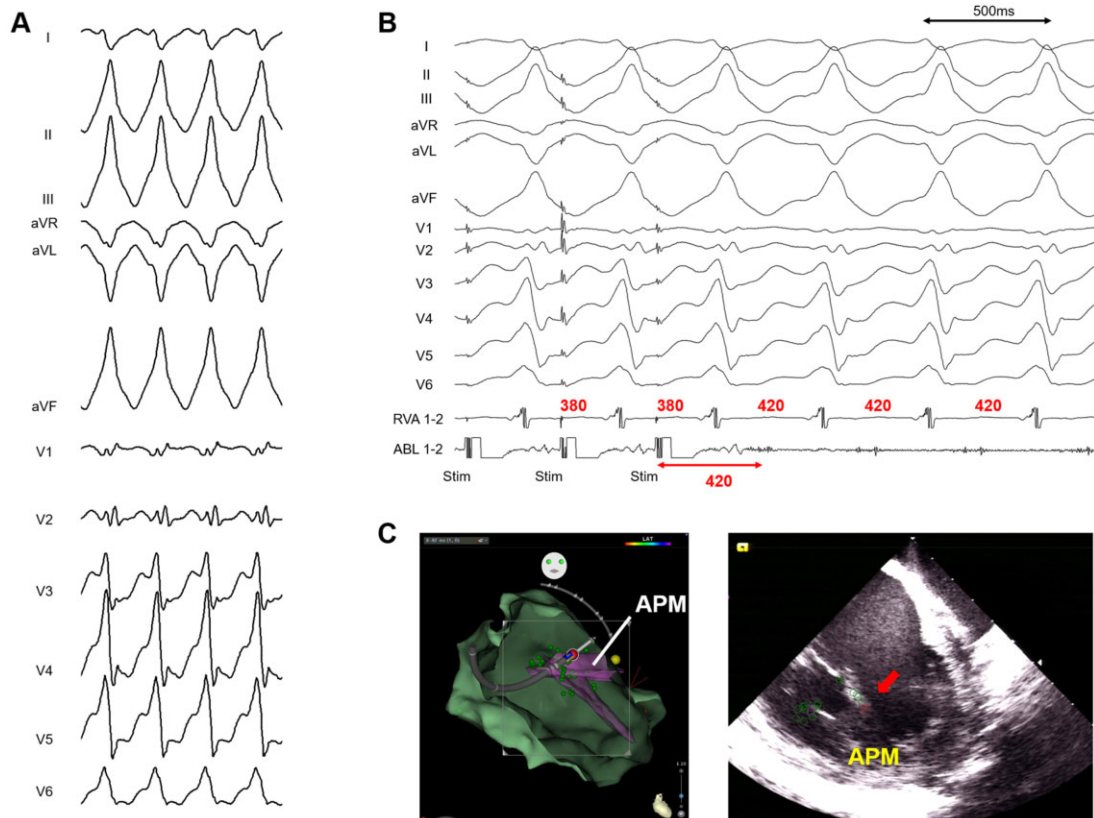 A
I
II
III
aVR
aVL
aVF
V1
V2
V3
V4
V5
V6
B
500ms
I
II
III
aVR
aVL
aVF
V1
V2
V3
V4
V5
V6
380 380 420 420 420
RVA 1-2
ABL 1-2
Stim Stim Stim
420
C
LAT
APM
APM